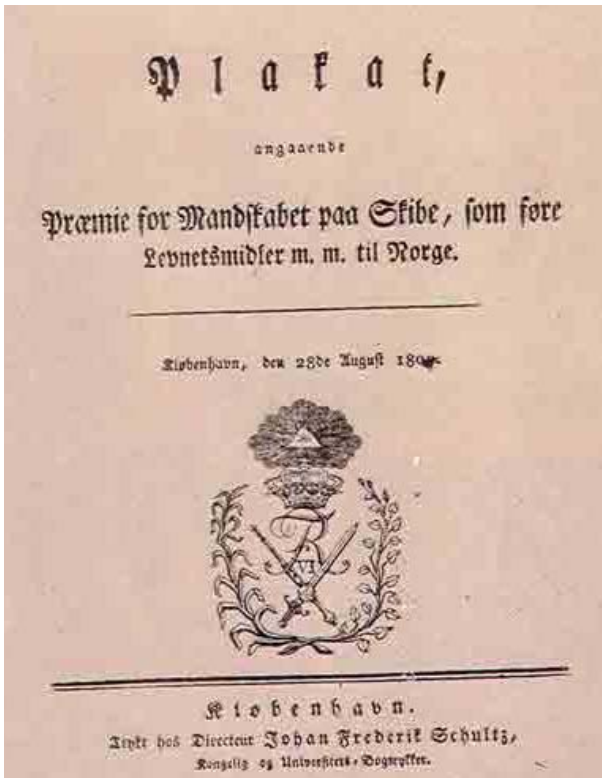 Plakat,
angaaende
Præmie for Mandskabet paa Skibe, som føre
Levnetsmidler m. m. til Norge.
Kiøbenhavn, den 28de August
VI
Kiøbenhavn.
Trykt hos Directeur Johan Frederik Schultz,
Kongelig og Universitets-Bogtrykker.